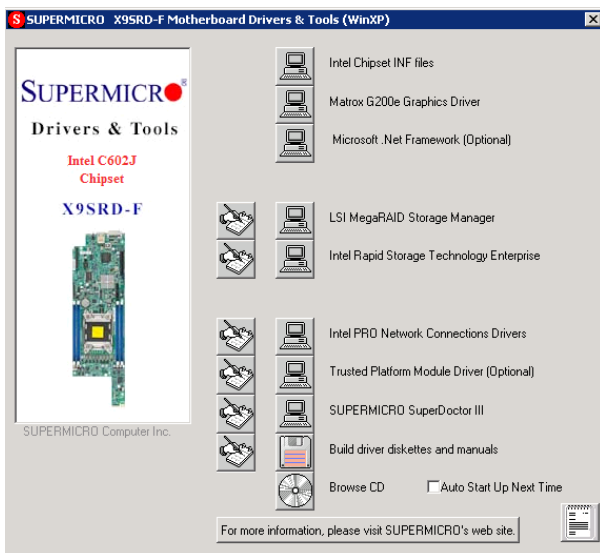 S SUPERMICRO X9SRD-F Motherboard Drivers & Tools (WinXP)
SUPERMICRO®
Drivers & Tools
Intel C602J
Chipset
X9SRD-F
SUPERMICRO Computer Inc.
Intel Chipset INF files
Matrox G200e Graphics Driver
Microsoft .Net Framework (Optional)
LSI MegaRAID Storage Manager
Intel Rapid Storage Technology Enterprise
Intel PRO Network Connections Drivers
Trusted Platform Module Driver (Optional)
SUPERMICRO SuperDoctor III
Build driver diskettes and manuals
Browse CD Auto Start Up Next Time
For more information, please visit SUPERMICRO's web site.